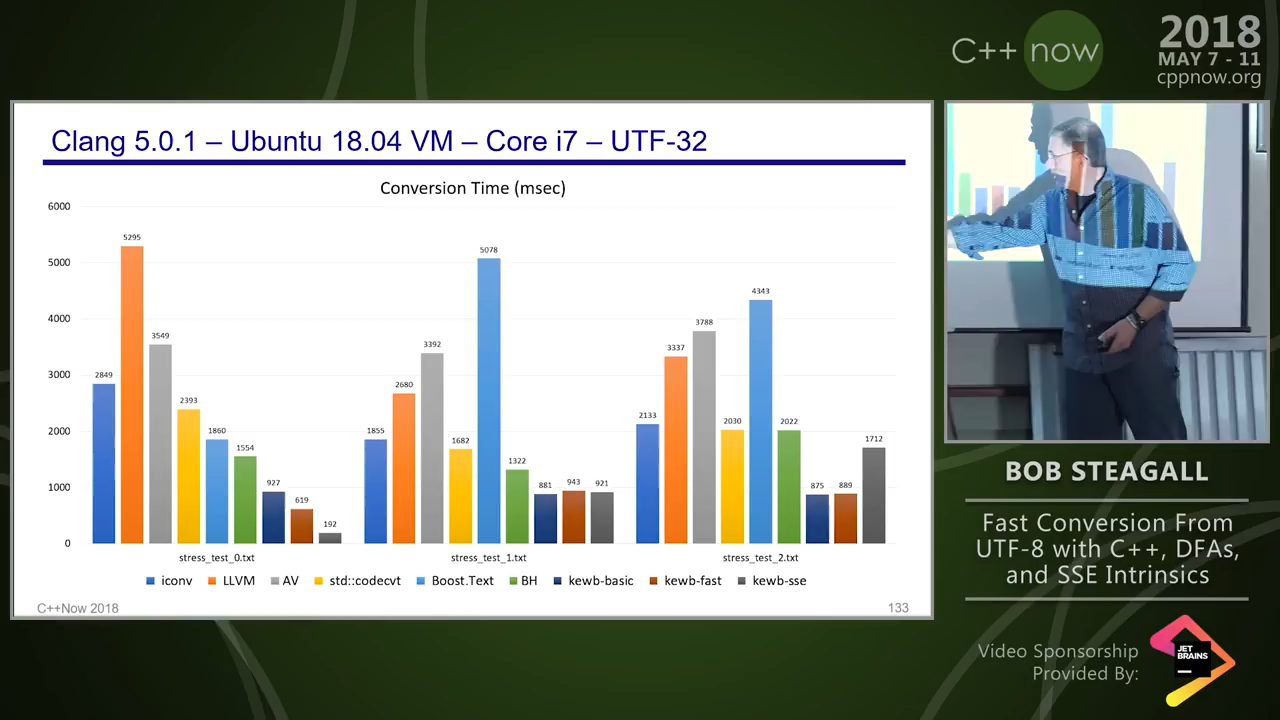 C++ now
2018
MAY 7 - 11
cppnow.org
Clang 5.0.1 – Ubuntu 18.04 VM – Core i7 – UTF-32
Conversion Time (msec)
6000
5000
4000
3000
2000
1000
0
2849
5295
3549
2393
1860
1554
927
619
192
1855
2680
3392
1682
5078
1322
881
943
921
2133
3337
3788
2030
4343
2022
875
889
1712
stress_test_0.txt
stress_test_1.txt
stress_test_2.txt
iconv LLVM AV std::codecvt Boost.Text BH kewb-basic kewb-fast kewb-sse
C++Now 2018
133
BOB STEAGALL
Fast Conversion From
UTF-8 with C++, DFAs,
and SSE Intrinsics
Video Sponsorship
Provided By:
JET
BRAINS